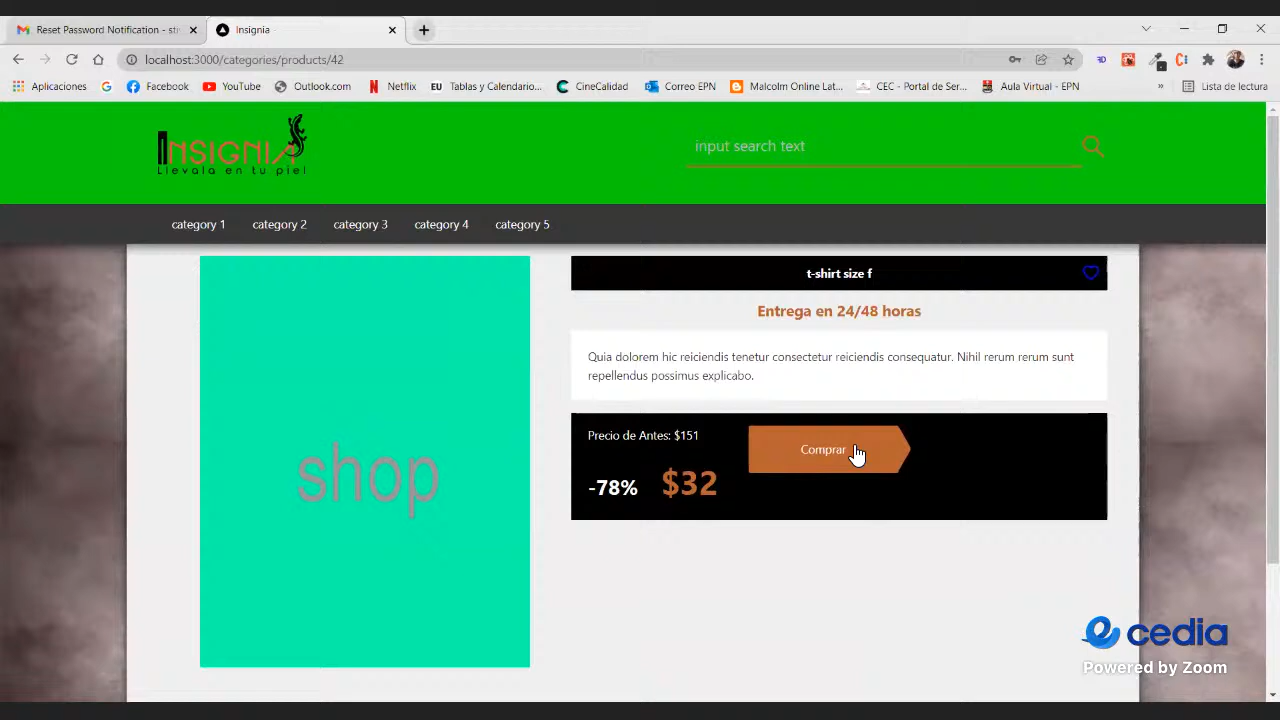 Reset Password Notification - sti
Insignia
localhost:3000/categories/products/42
Aplicaciones
Facebook
YouTube
Outlook.com
Netflix
EU Tablas y Calendario...
CineCalidad
Correo EPN
Malcolm Online Lat...
CEC - Portal de Ser...
Aula Virtual - EPN
»
Lista de lectura
INSIGNIA
Llevala en tu piel
input search text
category 1
category 2
category 3
category 4
category 5
shop
t-shirt size f
Entrega en 24/48 horas
Quia dolorem hic reiciendis tenetur consectetur reiciendis consequatur. Nihil rerum rerum sunt
repellendus possimus explicabo.
Precio de Antes: $151
Comprar
-78% $32
cedia
Powered by Zoom